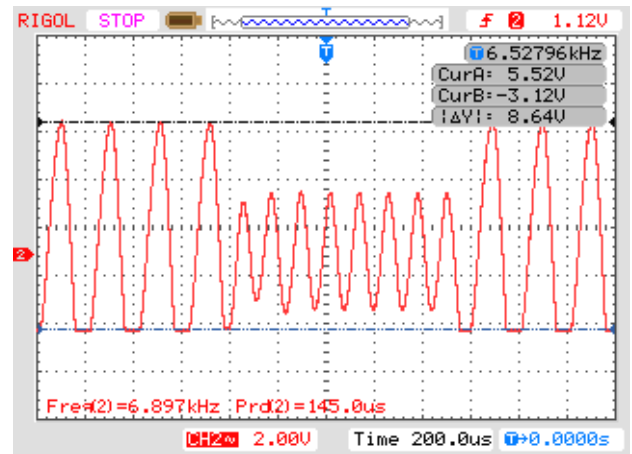 RIGOL STOP T f 2 1.12V
T 6.52796kHz
CurA: 5.52V
CurB:-3.12V
|ΔY|: 8.64V
2
Freq(2)=6.897kHz Prd(2)=145.0us
CH2~ 2.00V Time 200.0us T→0.0000s